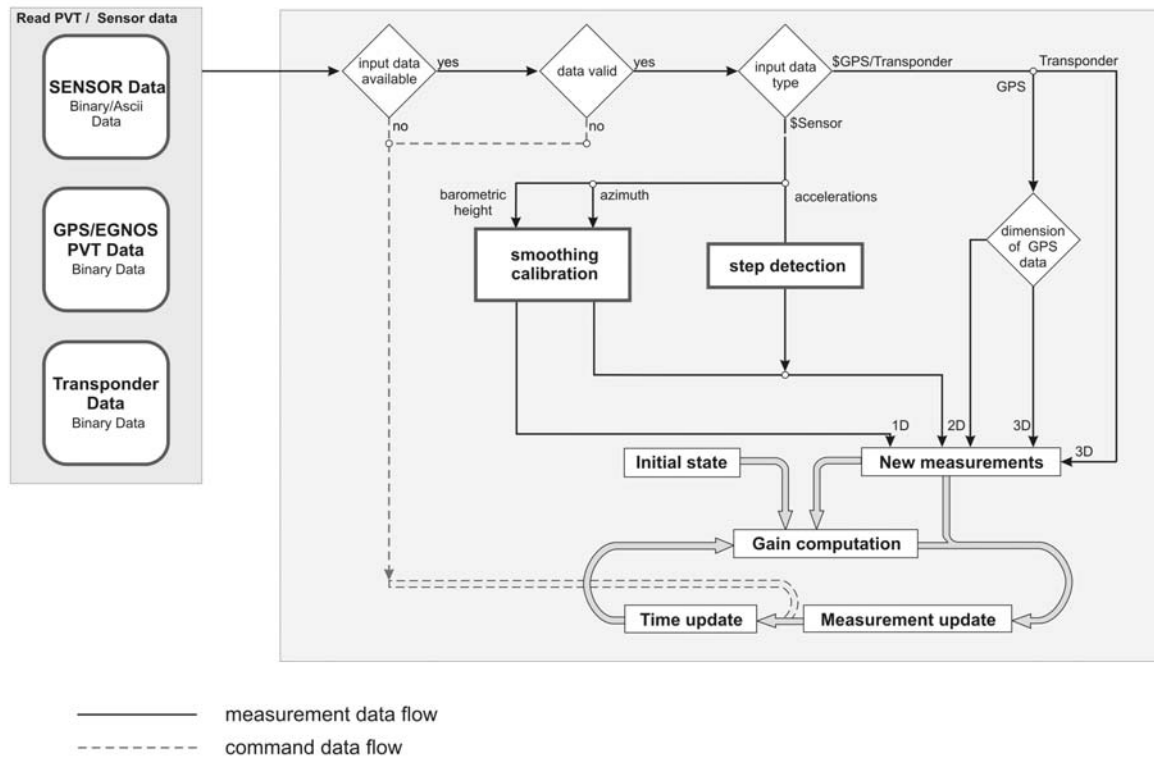 Read PVT / Sensor data
SENSOR Data
Binary/Ascii
Data
GPS/EGNOS
PVT Data
Binary Data
Transponder
Data
Binary Data
input data
available
yes
no
data valid
yes
no
input data
type
$GPS/Transponder
Transponder
GPS
$Sensor
barometric
height
azimuth
accelerations
smoothing
calibration
step detection
dimension
of GPS
data
1D
2D
3D
3D
Initial state
New measurements
Gain computation
Time update
Measurement update
measurement data flow
command data flow